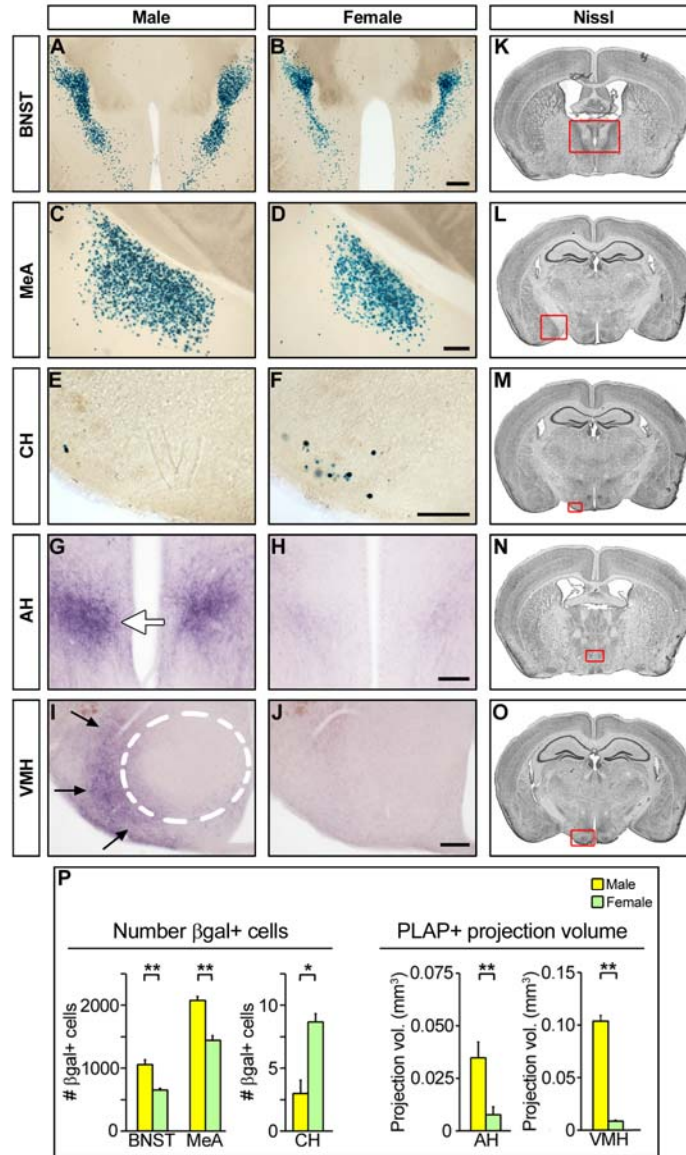 Male
Female
Nissl
BNST
A
B
K
MeA
C
D
L
CH
E
F
M
AH
G
H
N
VMH
I
J
O
P
Male
Female
Number βgal+ cells
PLAP+ projection volume
# βgal+ cells
2000
1000
0
**
**
BNST
MeA
# βgal+ cells
10
5
0
*
CH
Projection vol. (mm³)
0.075
0.050
0.025
0
**
AH
Projection vol. (mm³)
0.15
0.10
0.05
0
**
VMH